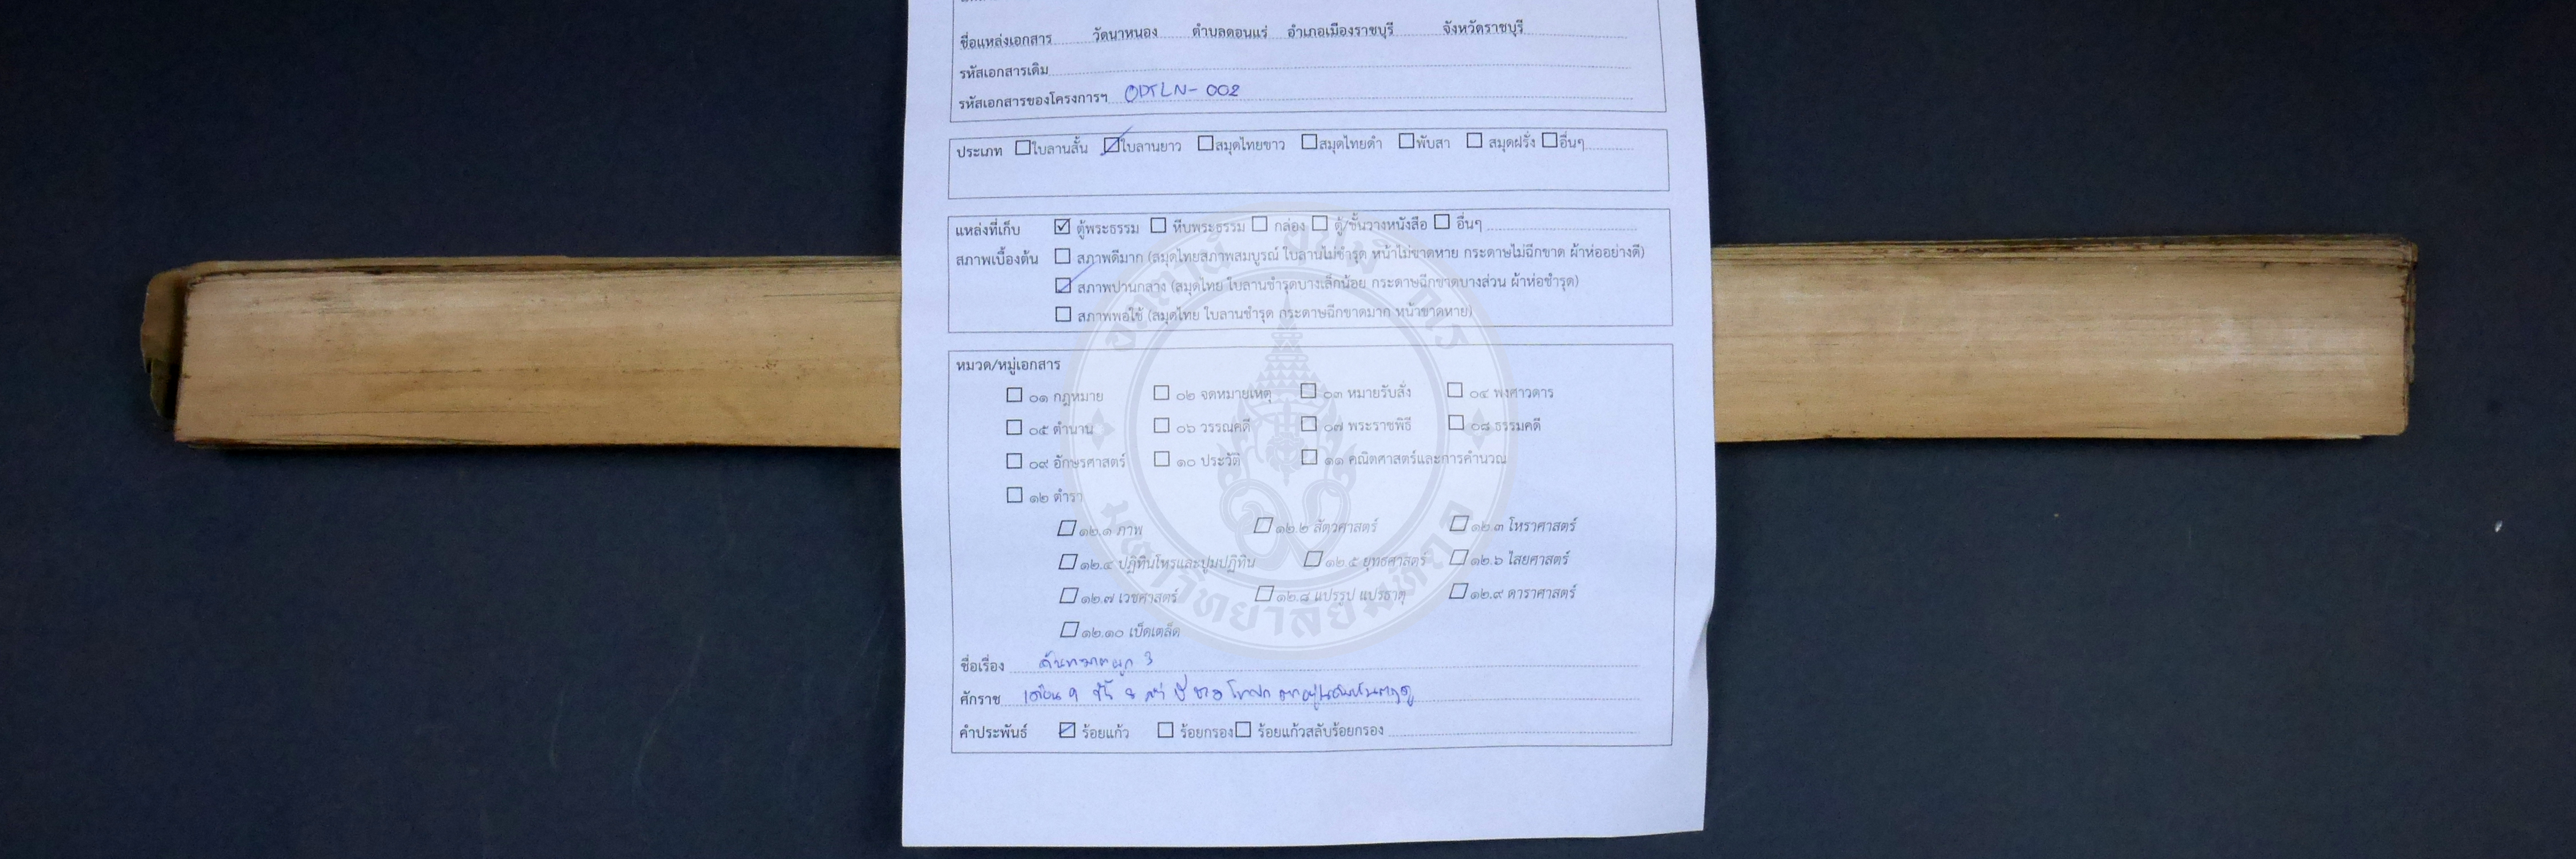 ชื่อแหล่งเอกสาร วัดนาหนอง ตำบลดอนแร่ อำเภอเมืองราชบุรี จังหวัดราชบุรี
รหัสเอกสารเดิม
รหัสเอกสารของโครงการฯ ODTLN-002
ประเภท ใบลานสั้น ใบลานยาว สมุดไทยขาว สมุดไทยดำ พับสา สมุดฝรั่ง อื่นๆ
แหล่งที่เก็บ ตู้พระธรรม หีบพระธรรม กล่อง ตู้/ชั้นวางหนังสือ อื่นๆ
สภาพเบื้องต้น สภาพดีมาก (สมุดไทยสภาพสมบูรณ์ ใบลานไม่ชำรุด หน้าไม่ขาดหาย กระดาษไม่ฉีกขาด ผ้าห่ออย่างดี)
สภาพปานกลาง (สมุดไทย ใบลานชำรุดบางเล็กน้อย กระดาษฉีกขาดบางส่วน ผ้าห่อชำรุด)
สภาพพอใช้ (สมุดไทย ใบลานชำรุด กระดาษฉีกขาดมาก หน้าขาดหาย)
หมวด/หมู่เอกสาร
๐๑ กฎหมาย ๐๒ จดหมายเหตุ ๐๓ หมายรับสั่ง ๐๔ พงศาวดาร
๐๕ ตำนาน ๐๖ วรรณคดี ๐๗ พระราชพิธี ๐๘ ธรรมคดี
๐๙ อักษรศาสตร์ ๑๐ ประวัติ ๑๑ คณิตศาสตร์และการคำนวณ
๑๒ ตำรา
๑๒.๑ ภาพ ๑๒.๒ สัตวศาสตร์ ๑๒.๓ โหราศาสตร์
๑๒.๔ ปฏิทินโหรและปูมปฏิทิน ๑๒.๕ ยุทธศาสตร์ ๑๒.๖ ไสยศาสตร์
๑๒.๗ เวชศาสตร์ ๑๒.๘ แปรรูป แปรธาตุ ๑๒.๙ ดาราศาสตร์
๑๒.๑๐ เบ็ดเตล็ด
ชื่อเรื่อง ผูก 3
ศักราช เดือน 9
คำประพันธ์ ร้อยแก้ว ร้อยกรอง ร้อยแก้วสลับร้อยกรอง